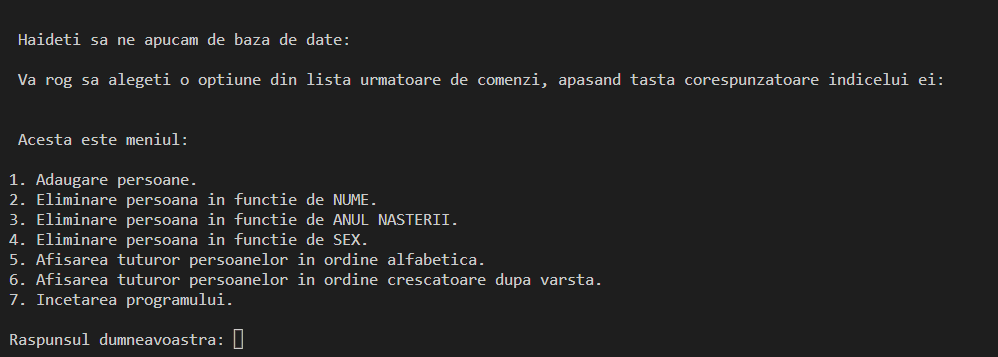 Haideti sa ne apucam de baza de date:
Va rog sa alegeti o optiune din lista urmatoare de comenzi, apasand tasta corespunzatoare indicelui ei:
Acesta este meniul:
1. Adaugare persoane.
2. Eliminare persoana in functie de NUME.
3. Eliminare persoana in functie de ANUL NASTERII.
4. Eliminare persoana in functie de SEX.
5. Afisarea tuturor persoanelor in ordine alfabetica.
6. Afisarea tuturor persoanelor in ordine crescatoare dupa varsta.
7. Incetarea programului.
Raspunsul dumneavoastra: